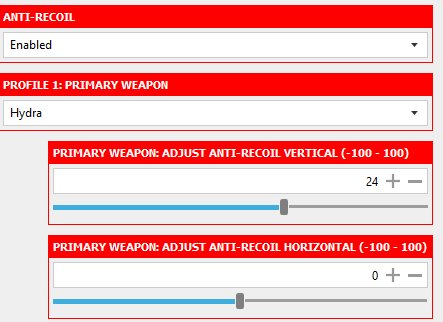 ANTI-RECOIL
Enabled
PROFILE 1: PRIMARY WEAPON
Hydra
PRIMARY WEAPON: ADJUST ANTI-RECOIL VERTICAL (-100 - 100)
24
PRIMARY WEAPON: ADJUST ANTI-RECOIL HORIZONTAL (-100 - 100)
0